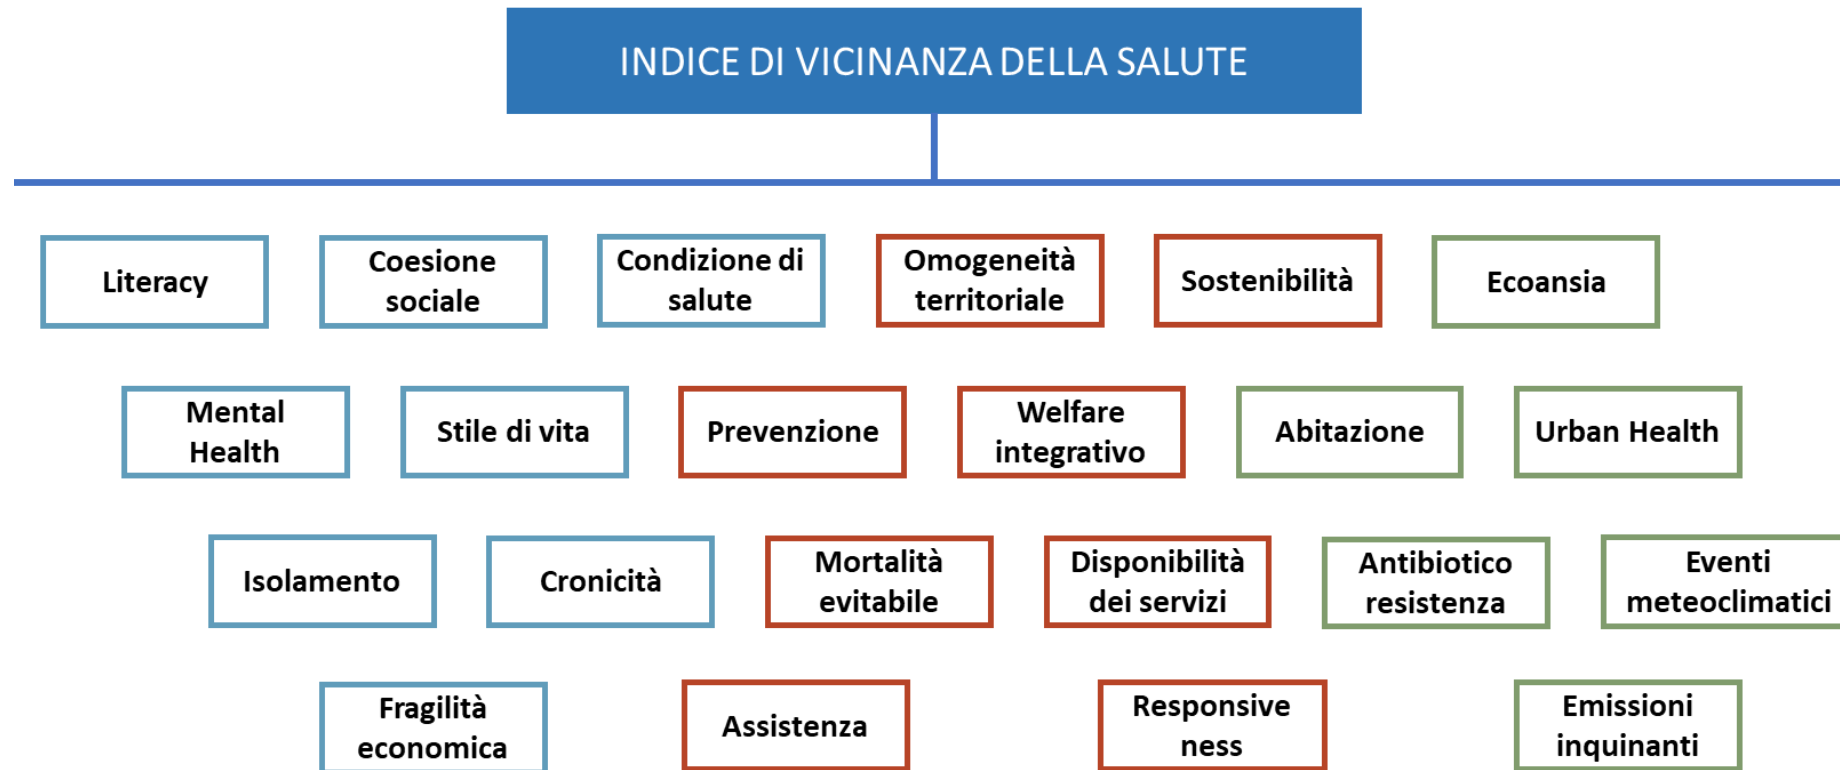 INDICE DI VICINANZA DELLA SALUTE
Literacy
Coesione
sociale
Condizione di
salute
Omogeneità
territoriale
Sostenibilità
Ecoansia
Mental
Health
Stile di vita
Prevenzione
Welfare
integrativo
Abitazione
Urban Health
Isolamento
Cronicità
Mortalità
evitabile
Disponibilità
dei servizi
Antibiotico
resistenza
Eventi
meteoclimatici
Fragilità
economica
Assistenza
Responsive
ness
Emissioni
inquinanti